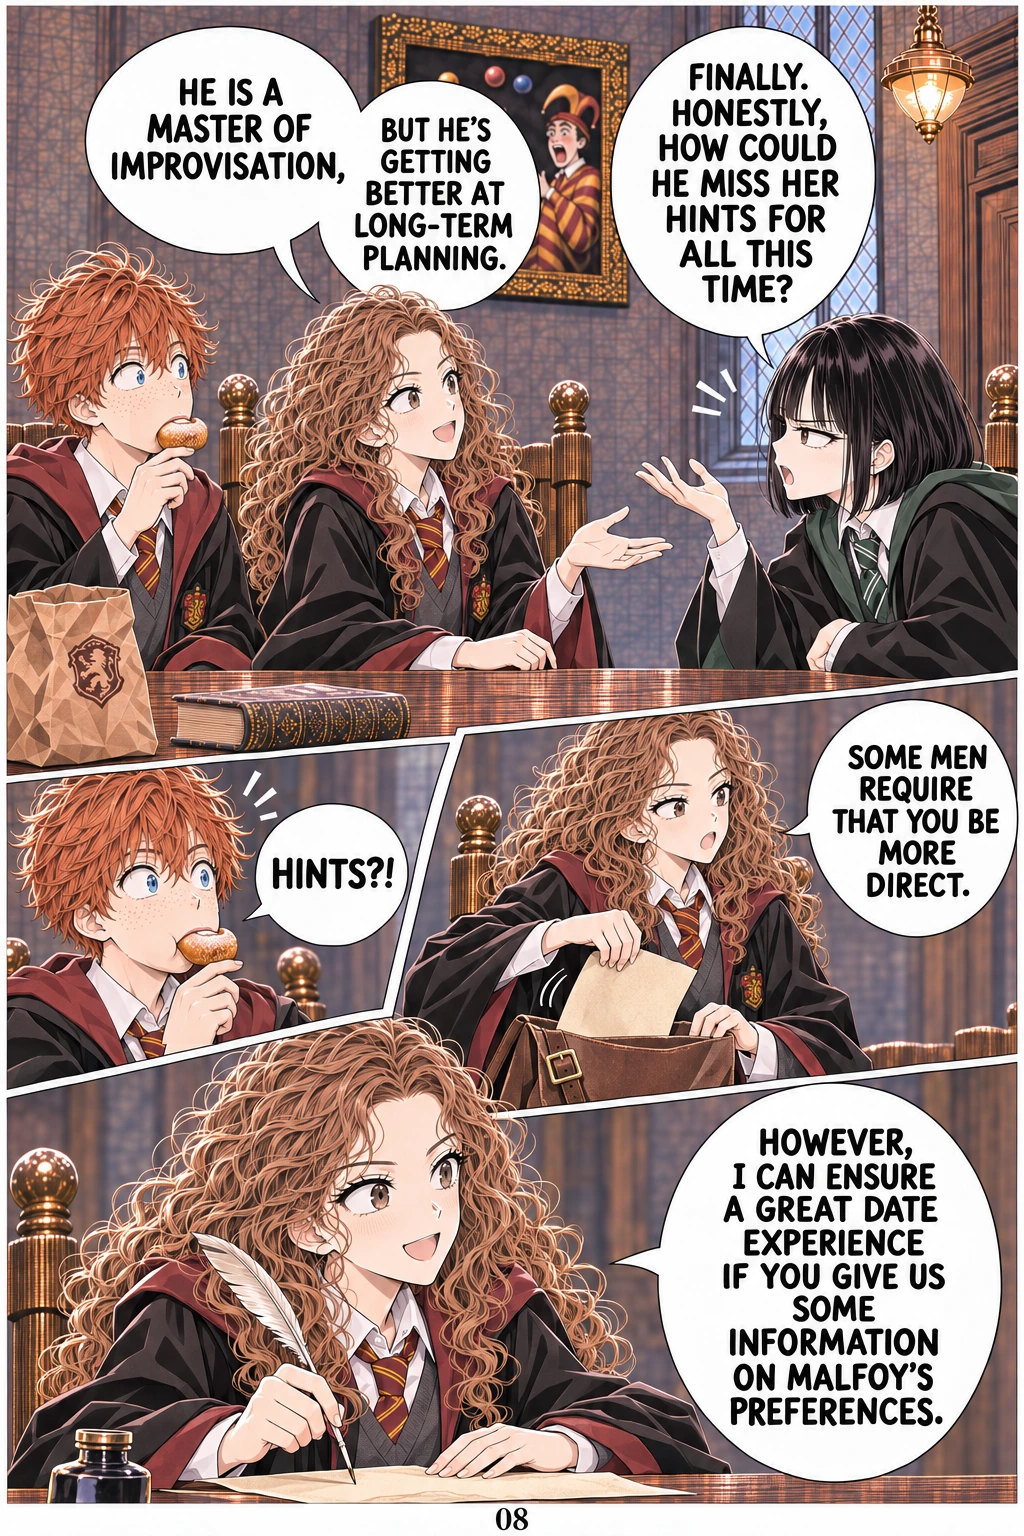 HE IS A
MASTER OF
IMPROVISATION,
BUT HE'S
GETTING
BETTER AT
LONG-TERM
PLANNING.
FINALLY.
HONESTLY,
HOW COULD
HE MISS HER
HINTS FOR
ALL THIS
TIME?
HINTS?!
SOME MEN
REQUIRE
THAT YOU BE
MORE
DIRECT.
HOWEVER,
I CAN ENSURE
A GREAT DATE
EXPERIENCE
IF YOU GIVE US
SOME
INFORMATION
ON MALFOY'S
PREFERENCES.
08